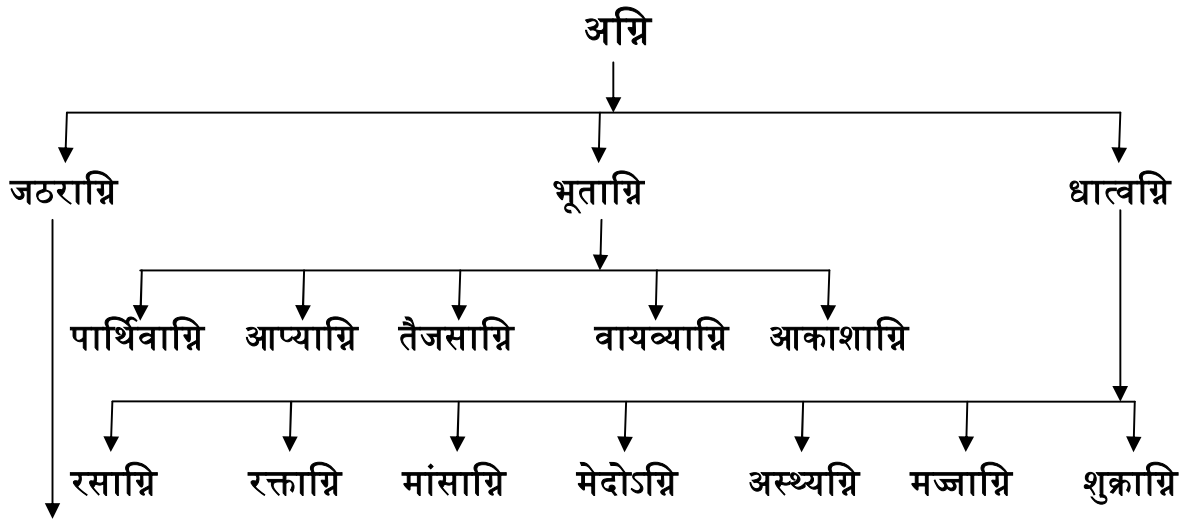 अग्नि
जठराग्नि भूताग्नि धात्वग्नि
पार्थिवाग्नि आप्याग्नि तैजसाग्नि वायव्याग्नि आकाशाग्नि
रसाग्नि रक्ताग्नि मांसाग्नि मेदोऽग्नि अस्थ्यग्नि मज्जाग्नि शुक्राग्नि